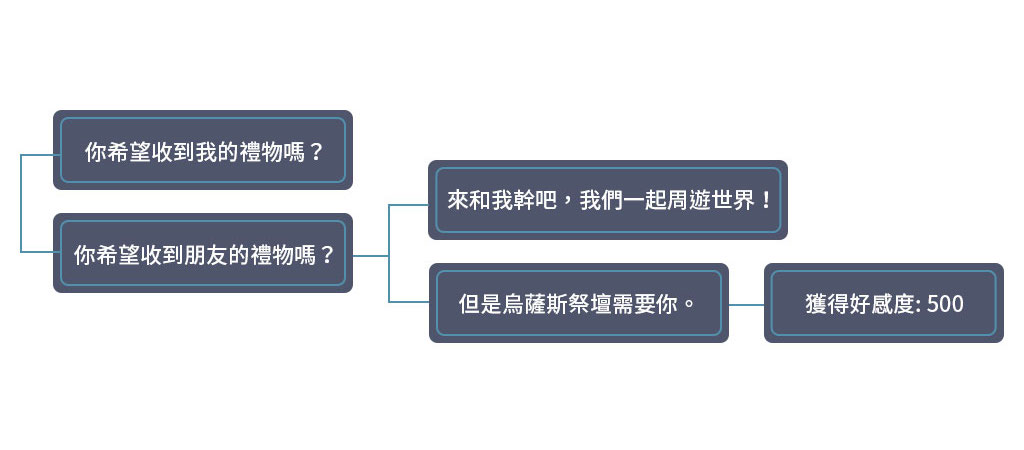 你希望收到我的禮物嗎？
來和我幹吧，我們一起周遊世界！
你希望收到朋友的禮物嗎？
但是烏薩斯祭壇需要你。
獲得好感度: 500